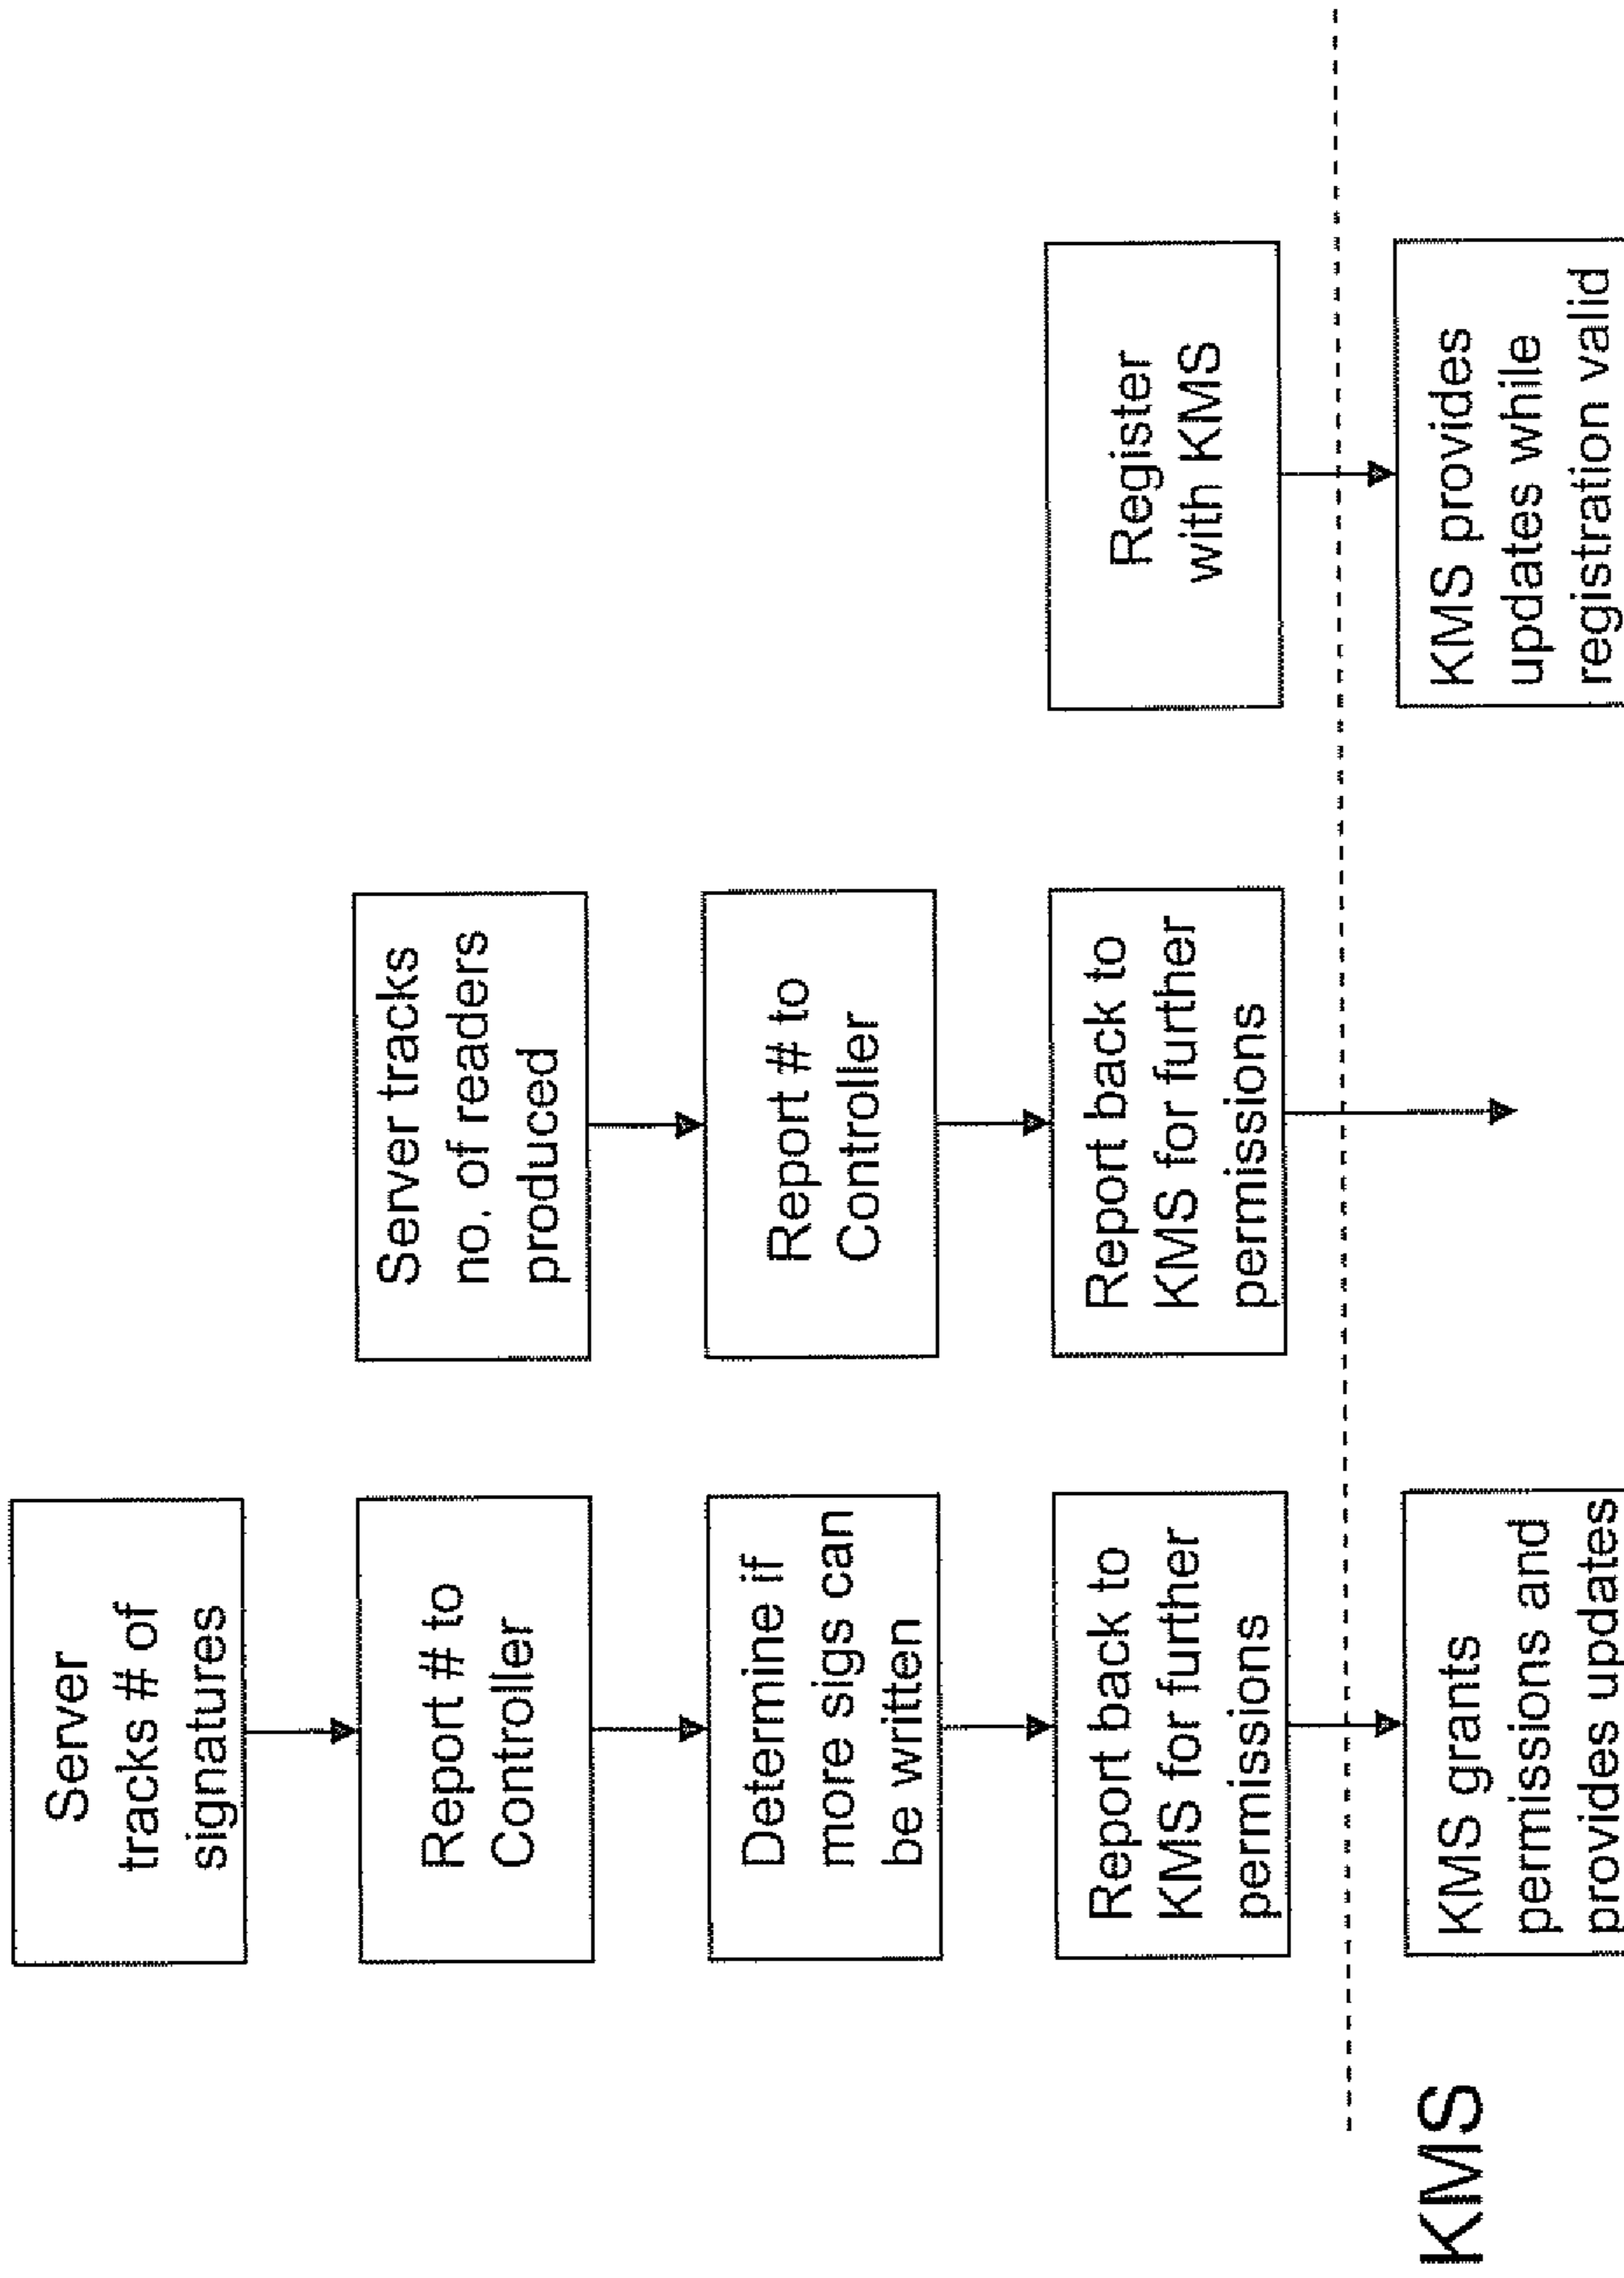 Server
tracks # of
signatures
Report # to
Controller
Determine if
more sigs can
be written
Report back to
KMS for further
permissions
KMS grants
permissions and
provides updates
Server tracks
no. of readers
produced
Report # to
Controller
Report back to
KMS for further
permissions
Register
with KMS
KMS provides
updates while
registration valid
KMS